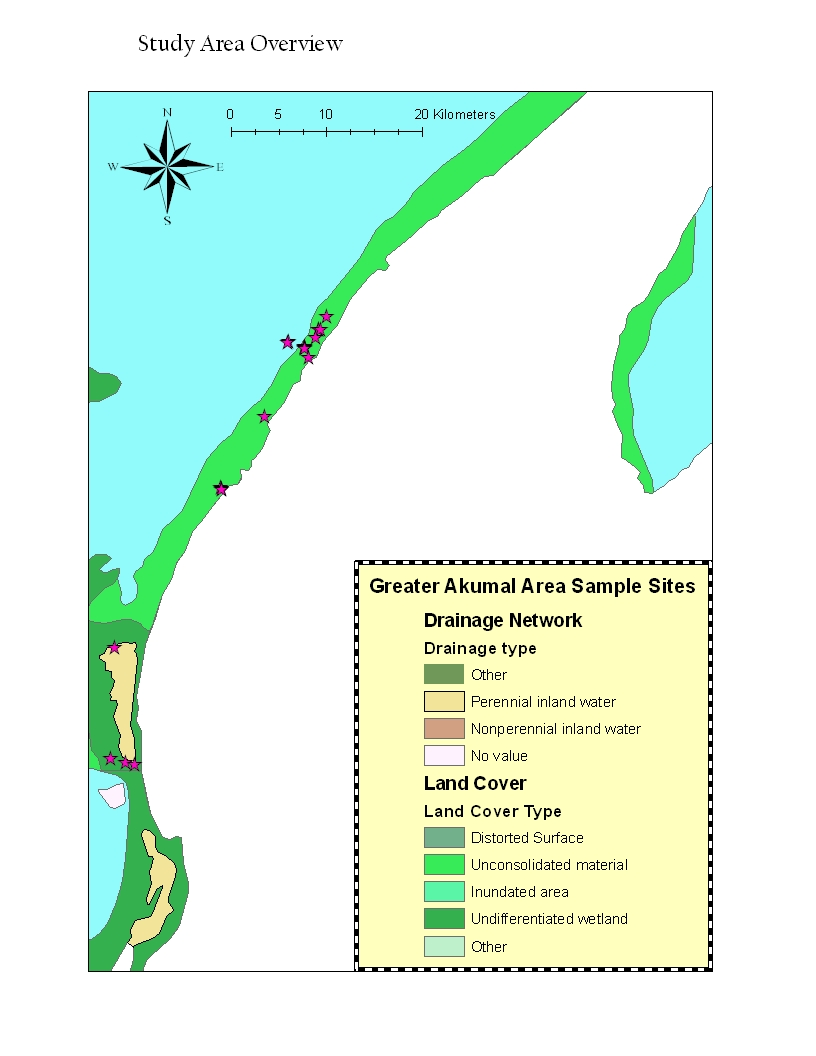 Study Area Overview
N
W E
S
0 5 10 20 Kilometers
Greater Akumal Area Sample Sites
Drainage Network
Drainage type
Other
Perennial inland water
Nonperennial inland water
No value
Land Cover
Land Cover Type
Distorted Surface
Unconsolidated material
Inundated area
Undifferentiated wetland
Other